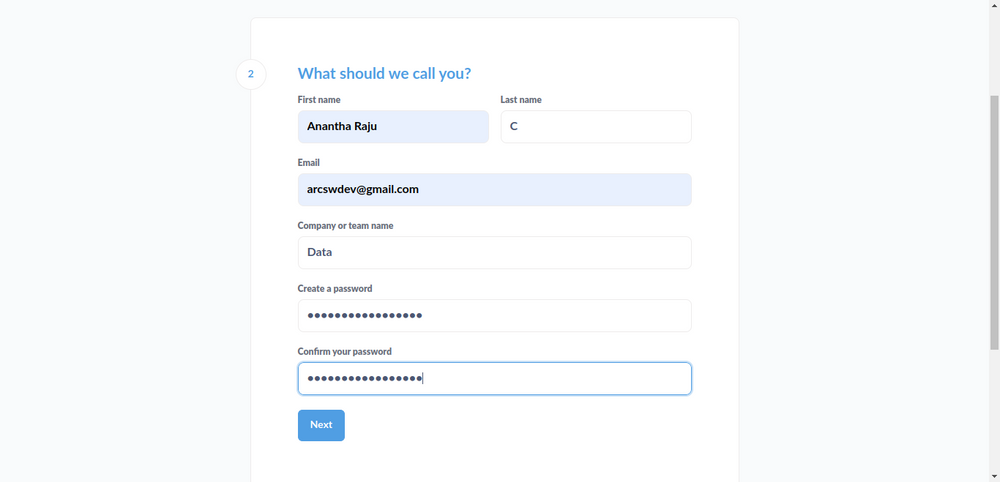 2
What should we call you?
First name
Last name
Anantha Raju
C
Email
arcswdev@gmail.com
Company or team name
Data
Create a password
•••••••••••••••••
Confirm your password
•••••••••••••••••
Next